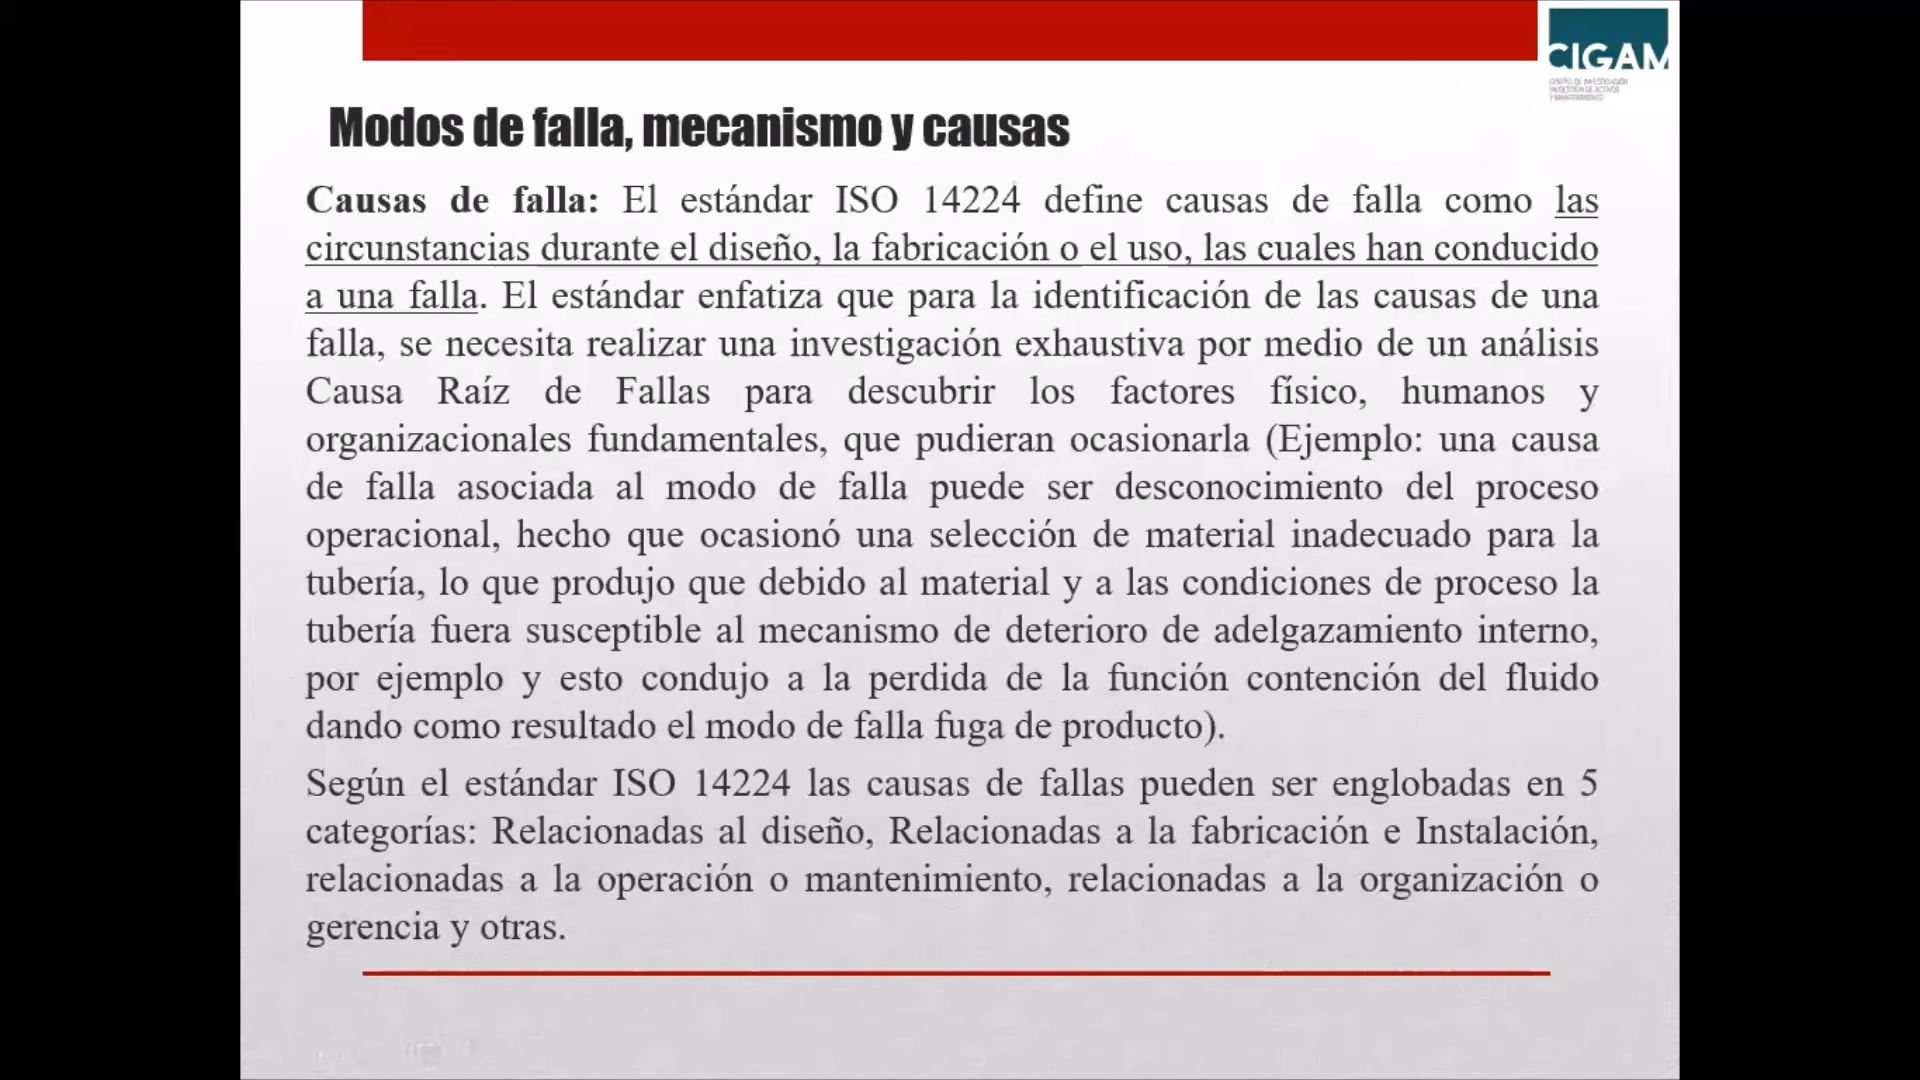 CIGAM
CENTRO DE INVESTIGACIÓN
EN GESTIÓN DE ACTIVOS
Y MANTENIMIENTO
Modos de falla, mecanismo y causas
Causas de falla: El estándar ISO 14224 define causas de falla como las
circunstancias durante el diseño, la fabricación o el uso, las cuales han conducido
a una falla. El estándar enfatiza que para la identificación de las causas de una
falla, se necesita realizar una investigación exhaustiva por medio de un análisis
Causa Raíz de Fallas para descubrir los factores físico, humanos y
organizacionales fundamentales, que pudieran ocasionarla (Ejemplo: una causa
de falla asociada al modo de falla puede ser desconocimiento del proceso
operacional, hecho que ocasionó una selección de material inadecuado para la
tubería, lo que produjo que debido al material y a las condiciones de proceso la
tubería fuera susceptible al mecanismo de deterioro de adelgazamiento interno,
por ejemplo y esto condujo a la perdida de la función contención del fluido
dando como resultado el modo de falla fuga de producto).
Según el estándar ISO 14224 las causas de fallas pueden ser englobadas en 5
categorías: Relacionadas al diseño, Relacionadas a la fabricación e Instalación,
relacionadas a la operación o mantenimiento, relacionadas a la organización o
gerencia y otras.